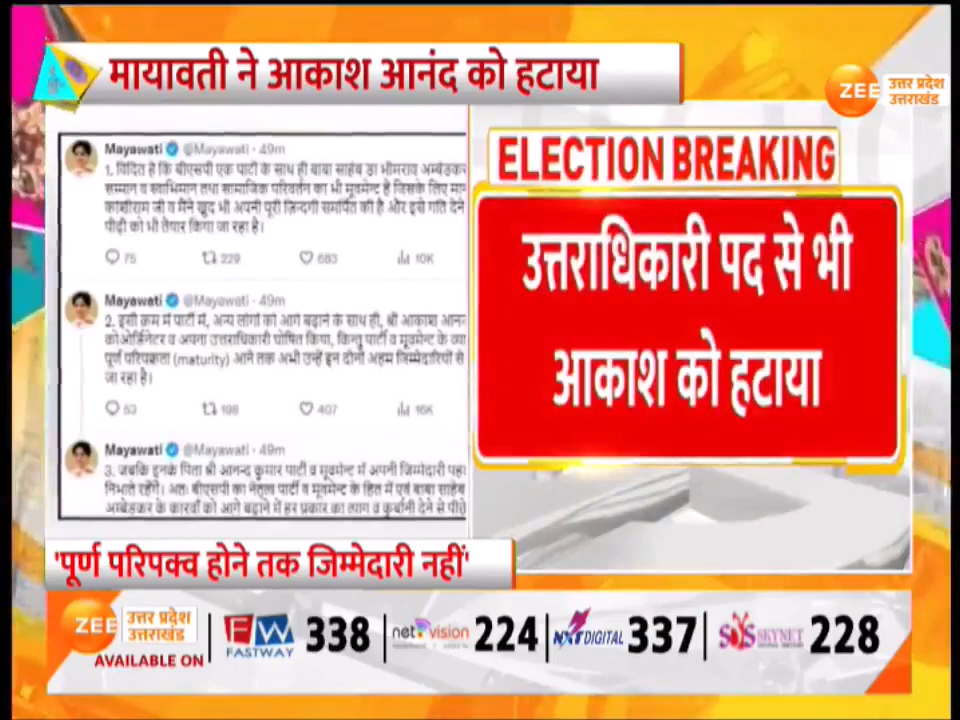 मायावती ने आकाश आनंद को हटाया
ZEE उत्तर प्रदेश
उत्तराखंड
Mayawati @Mayawati · 49m
1. विदित है कि बीएसपी एक पार्टी के साथ ही बाबा साहेब डा भीमराव अम्बेडकर
सम्मान व स्वाभिमान तथा सामाजिक परिवर्तन का भी मूवमेन्ट है जिसके लिए मा
कांशीराम जी व मैंने खुद भी अपनी पूरी ज़िन्दगी समर्पित की है और इसे गति देने
पीढ़ी को भी तैयार किया जा रहा है।
75 229 683 10K
Mayawati @Mayawati · 49m
2. इसी क्रम में पार्टी में, अन्य लोगों को आगे बढ़ाने के साथ ही, श्री आकाश आनन्
कोओर्डिनेटर व अपना उत्तराधिकारी घोषित किया, किन्तु पार्टी व मूवमेन्ट के व्या
पूर्ण परिपक्वता (maturity) आने तक अभी उन्हें इन दोनों अहम जिम्मेदारियों से
जा रहा है।
53 198 407 16K
Mayawati @Mayawati · 49m
3. जबकि इनके पिता श्री आनन्द कुमार पार्टी व मूवमेन्ट में अपनी जिम्मेदारी पह
निभाते रहेंगे। अतः बीएसपी का नेतृत्व पार्टी व मूवमेन्ट के हित में एवं बाबा साहेब
अम्बेडकर के कारवाँ को आगे बढ़ाने में हर प्रकार का त्याग व कुर्बानी देने से पीछे
ELECTION BREAKING
उत्तराधिकारी पद से भी
आकाश को हटाया
'पूर्ण परिपक्व होने तक जिम्मेदारी नहीं'
ZEE उत्तर प्रदेश
उत्तराखंड
AVAILABLE ON
FW FASTWAY 338
net vision 224
NXT DIGITAL 337
SKYNET 228